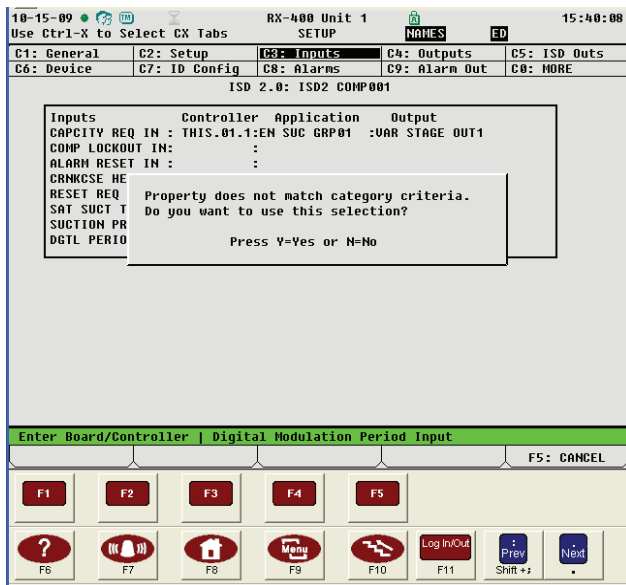 10-15-09 RX-400 Unit 1 15:40:08
Use Ctrl-X to Select CX Tabs SETUP NAMES ED
C1: General C2: Setup C3: Inputs C4: Outputs C5: ISD Outs
C6: Device C7: ID Config C8: Alarms C9: Alarm Out C0: MORE
ISD 2.0: ISD2 COMP001
Inputs Controller Application Output
CAPCITY REQ IN : THIS.01.1:EN SUC GRP01 :VAR STAGE OUT1
COMP LOCKOUT IN: :
ALARM RESET IN : :
CRNKCSE HE
RESET REQ
SAT SUCT T
SUCTION PR
DGTL PERIO
Property does not match category criteria.
Do you want to use this selection?
Press Y=Yes or N=No
Enter Board/Controller | Digital Modulation Period Input
F5: CANCEL
F1 F2 F3 F4 F5
? Menu Log In/Out : Prev Next
F6 F7 F8 F9 F10 F11 Shift +; .